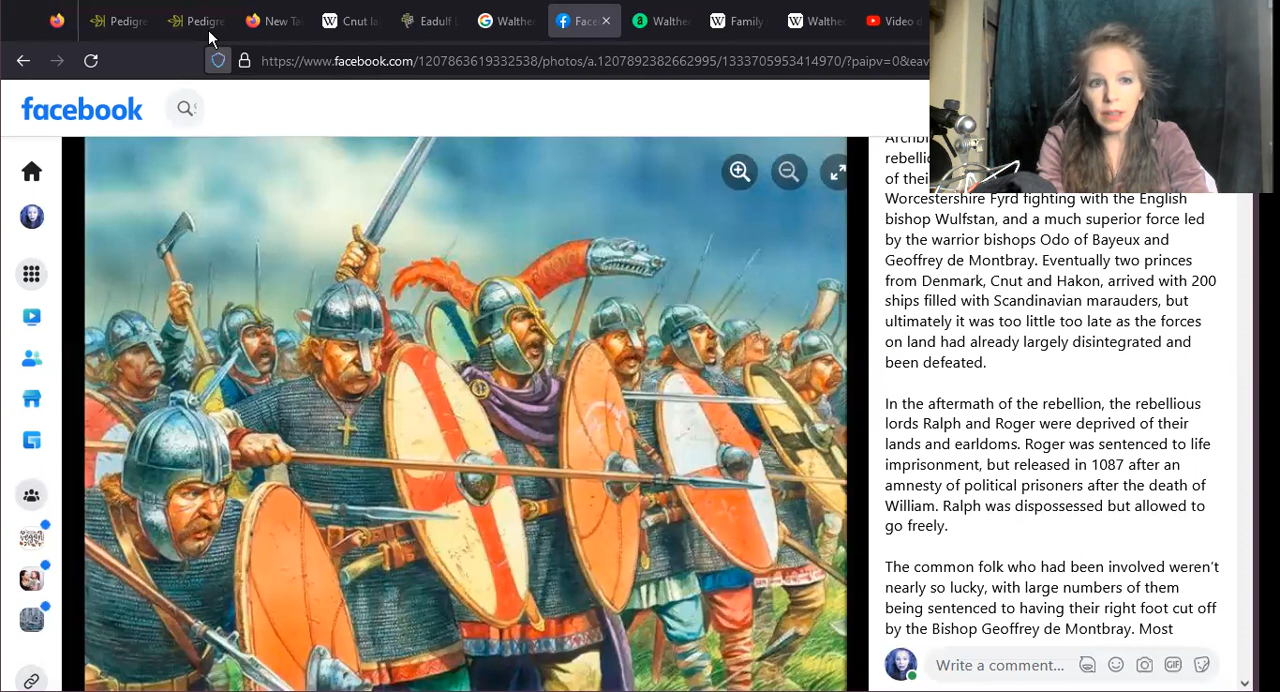 Pedigre
Pedigre
New Ta
Cnut la
Eadulf
Walthe
Face
Walthe
Family
Walthe
Video d
https://www.facebook.com/1207863619332538/photos/a.1207892382662995/1333705953414970/?paipv=0&eav
facebook
rebellio
of thei
Worcestershire Fyrd fighting with the English
bishop Wulfstan, and a much superior force led
by the warrior bishops Odo of Bayeux and
Geoffrey de Montbray. Eventually two princes
from Denmark, Cnut and Hakon, arrived with 200
ships filled with Scandinavian marauders, but
ultimately it was too little too late as the forces
on land had already largely disintegrated and
been defeated.
In the aftermath of the rebellion, the rebellious
lords Ralph and Roger were deprived of their
lands and earldoms. Roger was sentenced to life
imprisonment, but released in 1087 after an
amnesty of political prisoners after the death of
William. Ralph was dispossessed but allowed to
go freely.
The common folk who had been involved weren't
nearly so lucky, with large numbers of them
being sentenced to having their right foot cut off
by the Bishop Geoffrey de Montbray. Most
Write a comment...
GIF